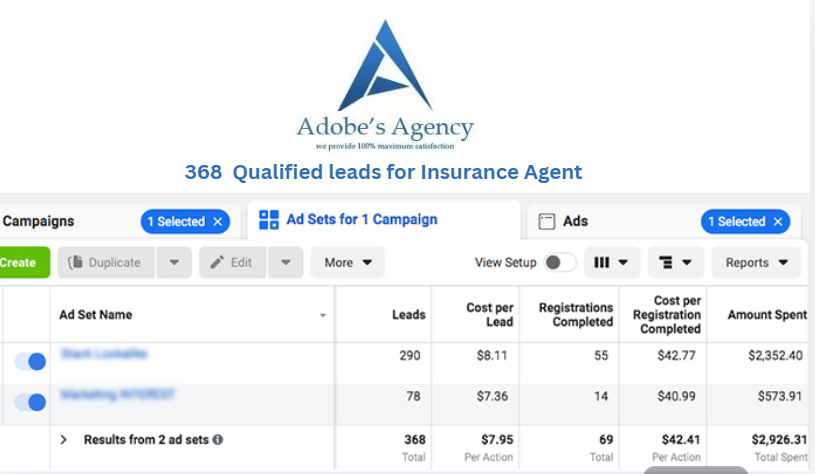 Adobe's Agency
we provide 100% maximum satisfaction
368 Qualified leads for Insurance Agent
Campaigns 1 Selected × Ad Sets for 1 Campaign Ads 1 Selected ×
Create Duplicate Edit More View Setup Reports
Ad Set Name Leads Cost per Lead Registrations Completed Cost per Registration Completed Amount Spent
Stack Lookalike 290 $8.11 55 $42.77 $2,352.40
Marketing INTEREST 78 $7.36 14 $40.99 $573.91
Results from 2 ad sets 368 $7.95 69 $42.41 $2,926.31
Total Per Action Total Per Action Total Spent